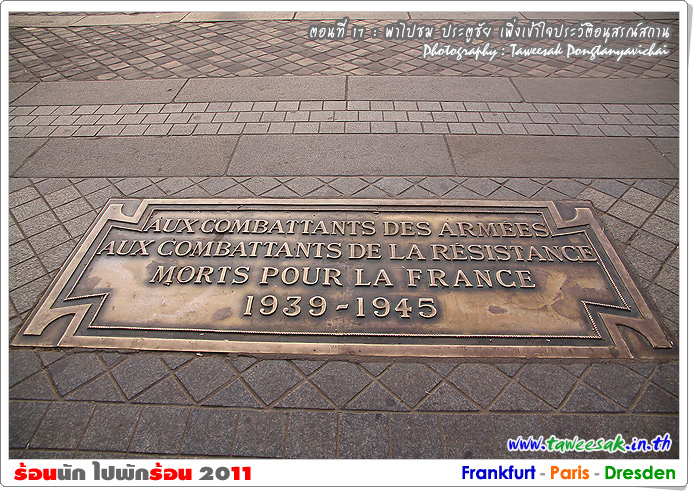 ตอนที่ 17 : พาไปชม ประตูชัย เพิ่งเข้าใจประวัติอนุสรณ์สถาน
Photography : Taweesak Dongtanyavichai
AUX COMBATTANTS DES ARMÉES
AUX COMBATTANTS DE LA RÉSISTANCE
MORTS POUR LA FRANCE
1939-1945
www.taweesak.in.th
ร้อนนัก ไปพักร้อน 2011
Frankfurt - Paris - Dresden